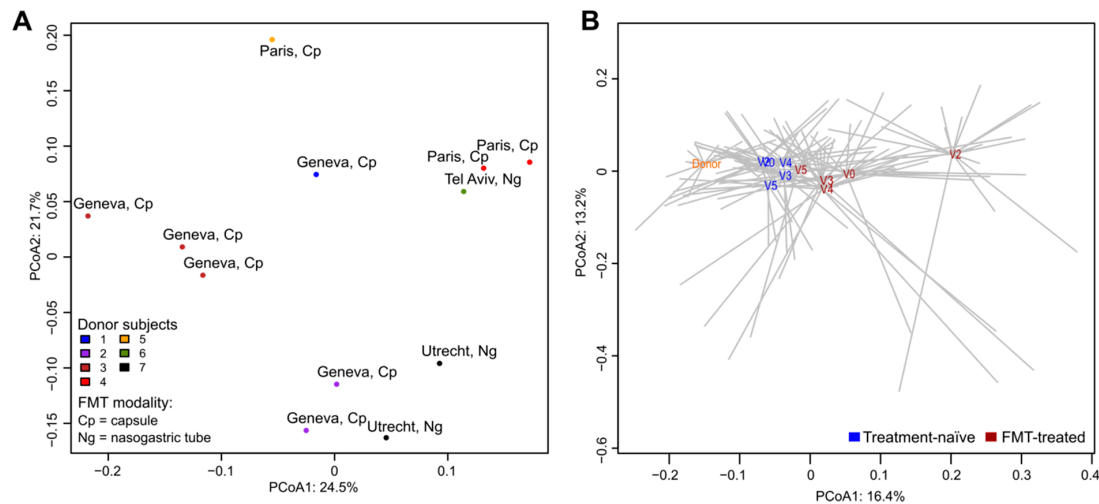 A
0.20
0.15
0.10
0.05
0
−0.05
−0.10
−0.15
PCoA2: 21.7%
Paris, Cp
Geneva, Cp
Paris, Cp
Paris, Cp
Tel Aviv, Ng
Geneva, Cp
Geneva, Cp
Geneva, Cp
Utrecht, Ng
Geneva, Cp
Geneva, Cp
Utrecht, Ng
Donor subjects
1 5
2 6
3 7
4
FMT modality:
Cp = capsule
Ng = nasogastric tube
−0.2 −0.1 0 0.1
PCoA1: 24.5%
B
0.2
0
−0.2
−0.4
−0.6
PCoA2: 13.2%
Donor
V2
V0
V4
V3
V5
V5
V3
V4
V0
V2
Treatment-naïve FMT-treated
−0.2 −0.1 0 0.1 0.2 0.3 0.4
PCoA1: 16.4%